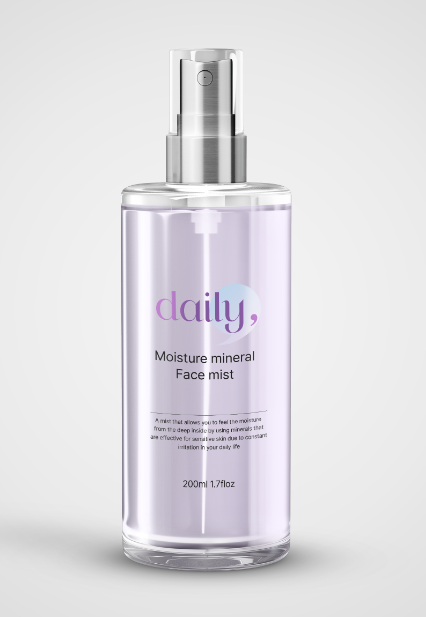 daily,
Moisture mineral
Face mist
A mist that allows you to feel the moisture
from the deep inside by using minerals that
are effective for sensitive skin due to constant
irritation in your daily life
200ml 1.7floz